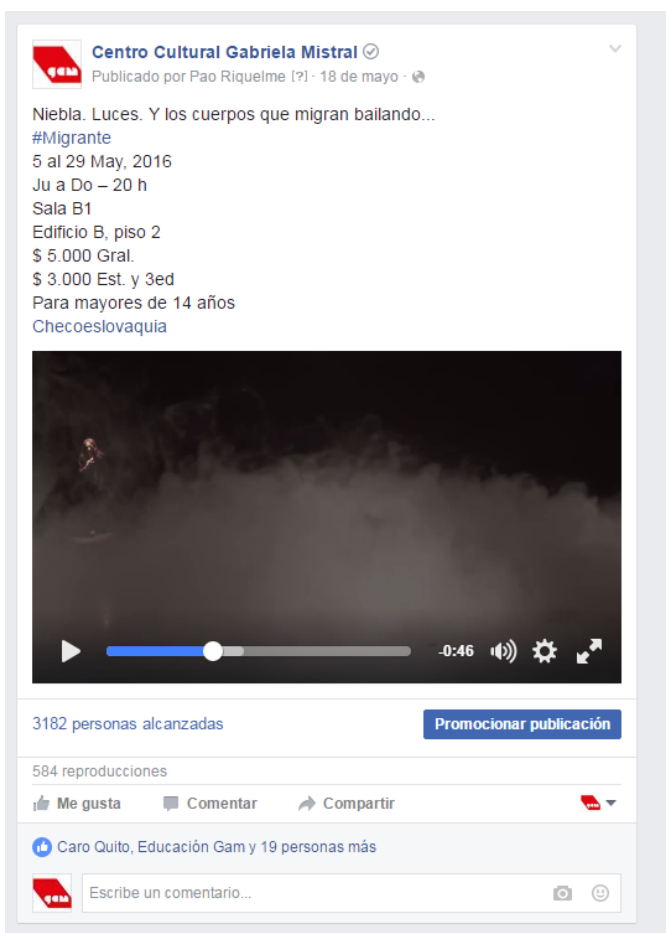 gam
Centro Cultural Gabriela Mistral
Publicado por Pao Riquelme [?] · 18 de mayo ·
Niebla. Luces. Y los cuerpos que migran bailando...
#Migrante
5 al 29 May, 2016
Ju a Do – 20 h
Sala B1
Edificio B, piso 2
$ 5.000 Gral.
$ 3.000 Est. y 3ed
Para mayores de 14 años
Checoeslovaquia
-0:46
3182 personas alcanzadas
Promocionar publicación
584 reproducciones
Me gusta Comentar Compartir gam
Caro Quito, Educación Gam y 19 personas más
gam
Escribe un comentario...